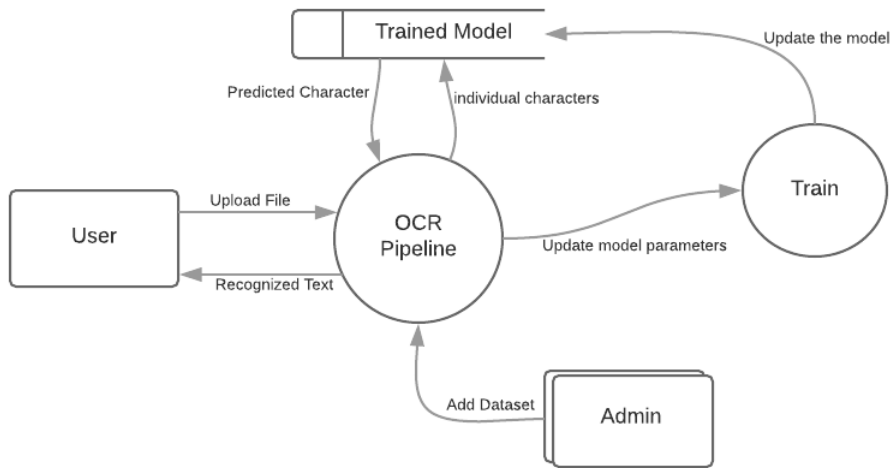 Trained Model
Update the model
Predicted Character
individual characters
Train
Upload File
User
OCR
Pipeline
Update model parameters
Recognized Text
Add Dataset
Admin